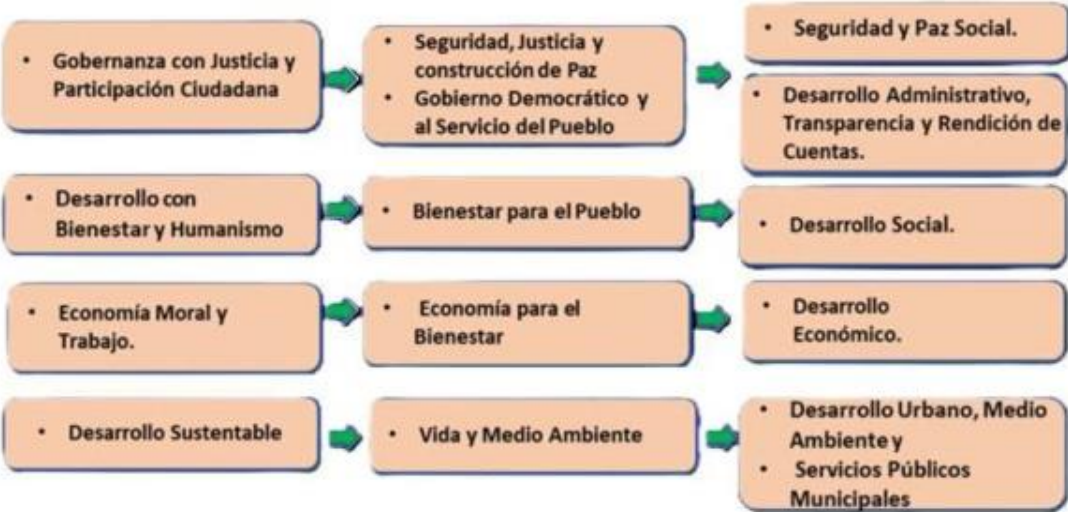 • Gobernanza con Justicia y
Participación Ciudadana
• Seguridad, Justicia y
construcción de Paz
• Gobierno Democrático y
al Servicio del Pueblo
• Seguridad y Paz Social.
• Desarrollo Administrativo,
Transparencia y Rendición de
Cuentas.
• Desarrollo con
Bienestar y Humanismo
• Bienestar para el Pueblo
• Desarrollo Social.
• Economía Moral y
Trabajo.
• Economía para el
Bienestar
• Desarrollo
Económico.
• Desarrollo Sustentable
• Vida y Medio Ambiente
• Desarrollo Urbano, Medio
Ambiente y
• Servicios Públicos
Municipales